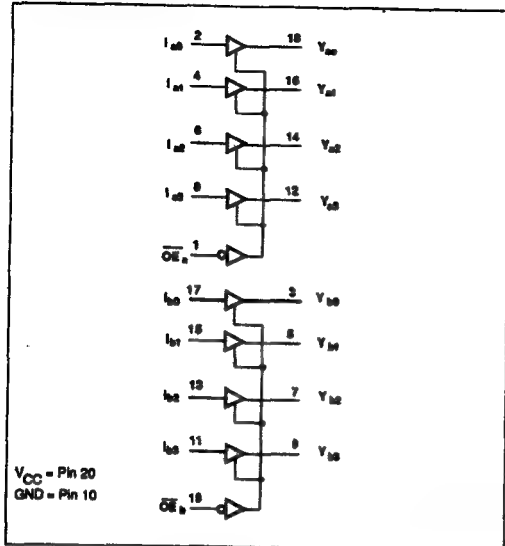 Ia0 2 18 Ya0
Ia1 4 16 Ya1
Ia2 6 14 Ya2
Ia3 8 12 Ya3
OEa 1
Ib0 17 3 Yb0
Ib1 15 5 Yb1
Ib2 13 7 Yb2
Ib3 11 9 Yb3
VCC = Pin 20
GND = Pin 10
OEb 19